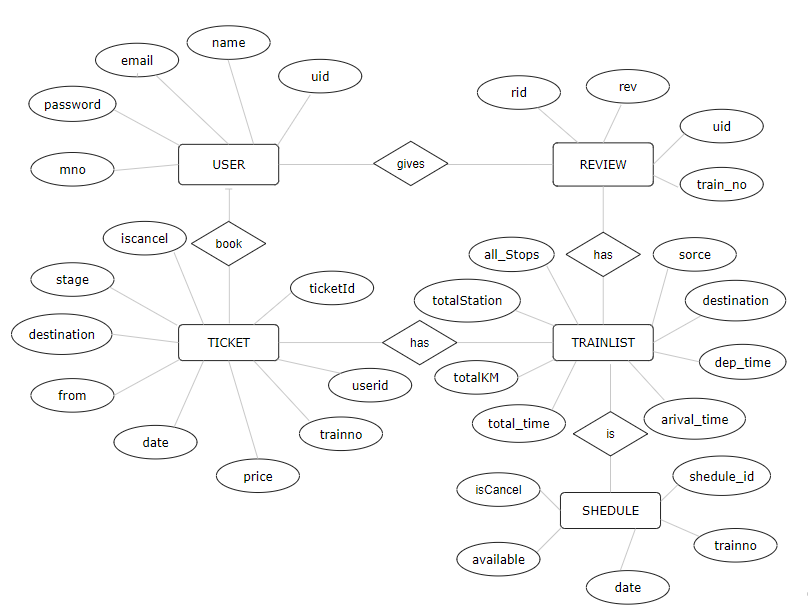 name
email
uid
rev
rid
password
uid
USER
gives
REVIEW
mno
train_no
iscancel
book
all_Stops
has
sorce
stage
ticketId
totalStation
destination
destination
TICKET
has
TRAINLIST
dep_time
totalKM
userid
from
arival_time
total_time
is
trainno
date
price
shedule_id
isCancel
SHEDULE
trainno
available
date